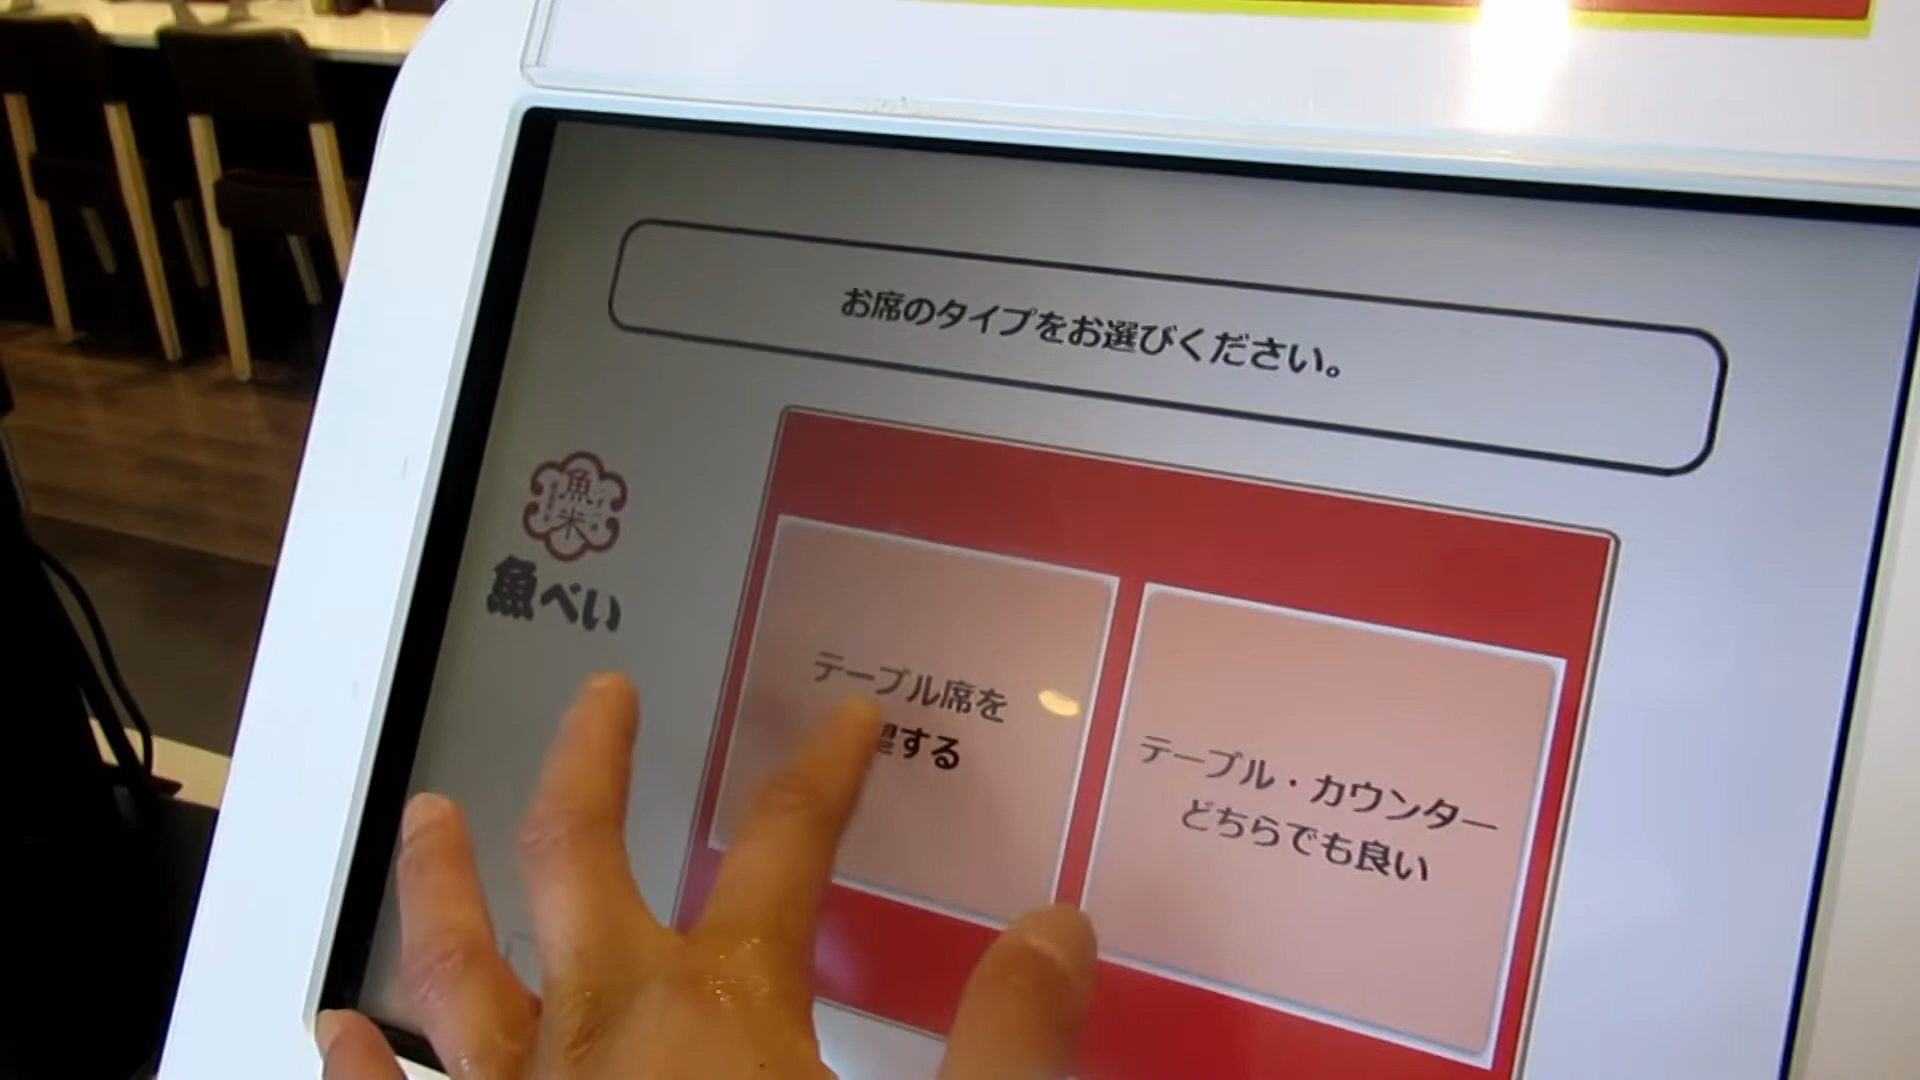 お席のタイプをお選びください。
魚
米
魚べい
テーブル席を
望する
テーブル・カウンター
どちらでも良い